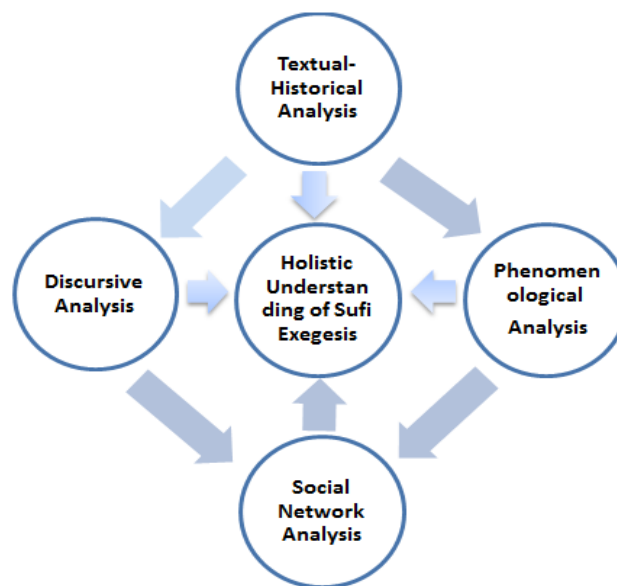 Textual-
Historical
Analysis
Discursive
Analysis
Holistic
Understan
ding of Sufi
Exegesis
Phenomen
ological
Analysis
Social
Network
Analysis